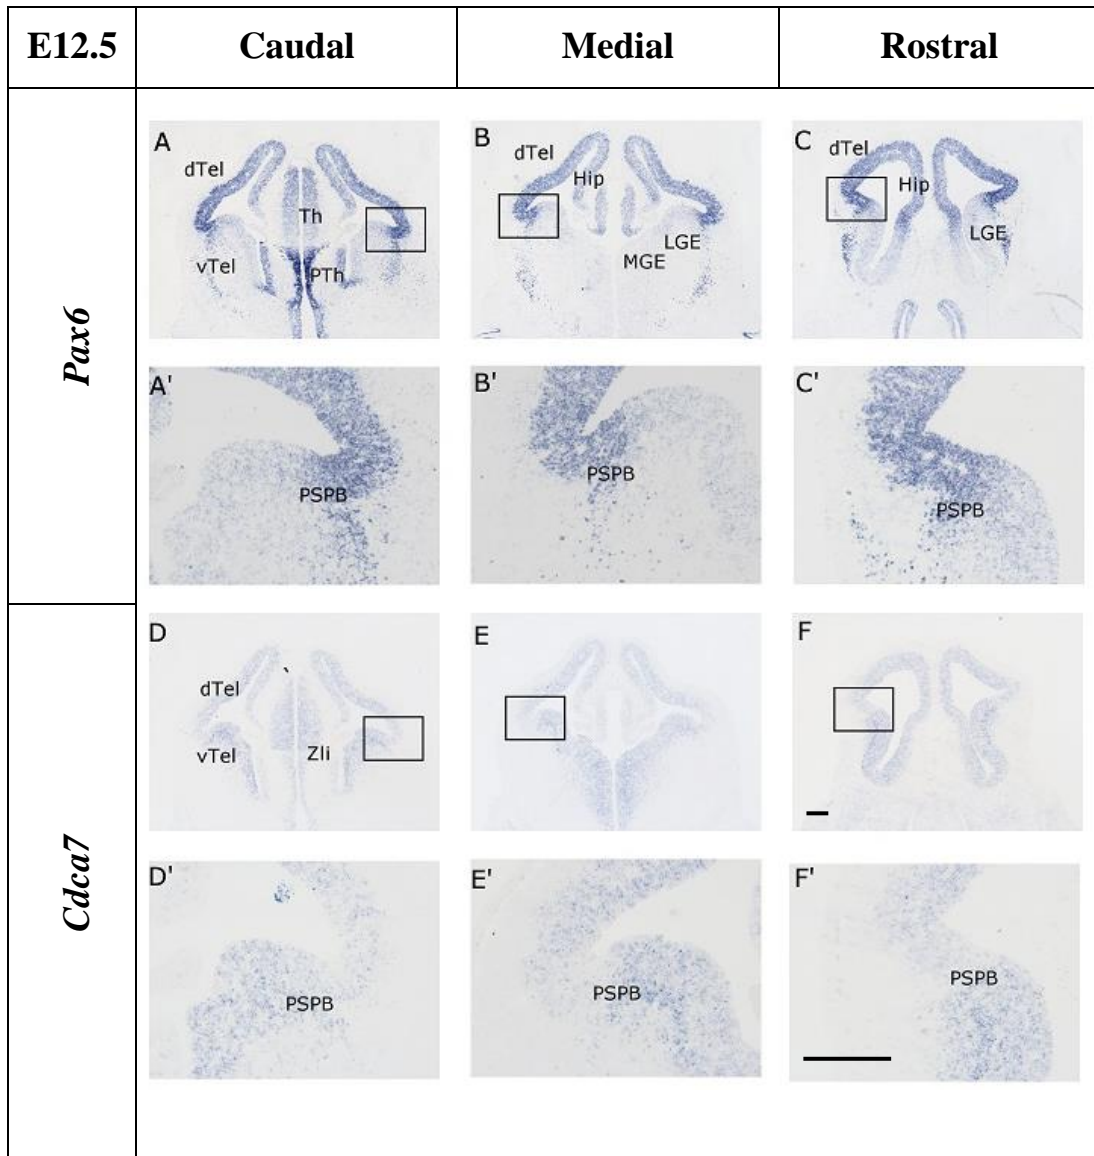 E12.5 Caudal Medial Rostral
Pax6
A
dTel
Th
vTel
PTh
B
dTel
Hip
LGE
MGE
C
dTel
Hip
LGE
A'
PSPB
B'
PSPB
C'
PSPB
Cdca7
D
dTel
vTel
Zli
E
F
D'
PSPB
E'
PSPB
F'
PSPB